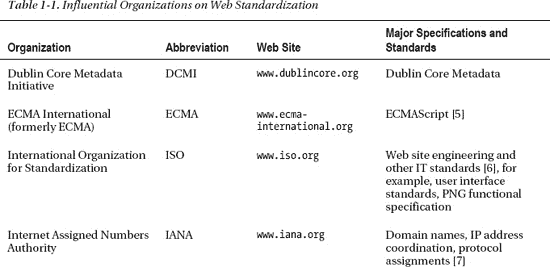 Table 1-1. Influential Organizations on Web Standardization
Major Specifications and
Organization Abbreviation Web Site Standards
Dublin Core Metadata DCMI www.dublincore.org Dublin Core Metadata
Initiative
ECMA International ECMA www.ecma- ECMAScript [5]
(formerly ECMA) international.org
International Organization ISO www.iso.org Web site engineering and
for Standardization other IT standards [6], for
example, user interface
standards, PNG functional
specification
Internet Assigned Numbers IANA www.iana.org Domain names, IP address
Authority coordination, protocol
assignments [7]